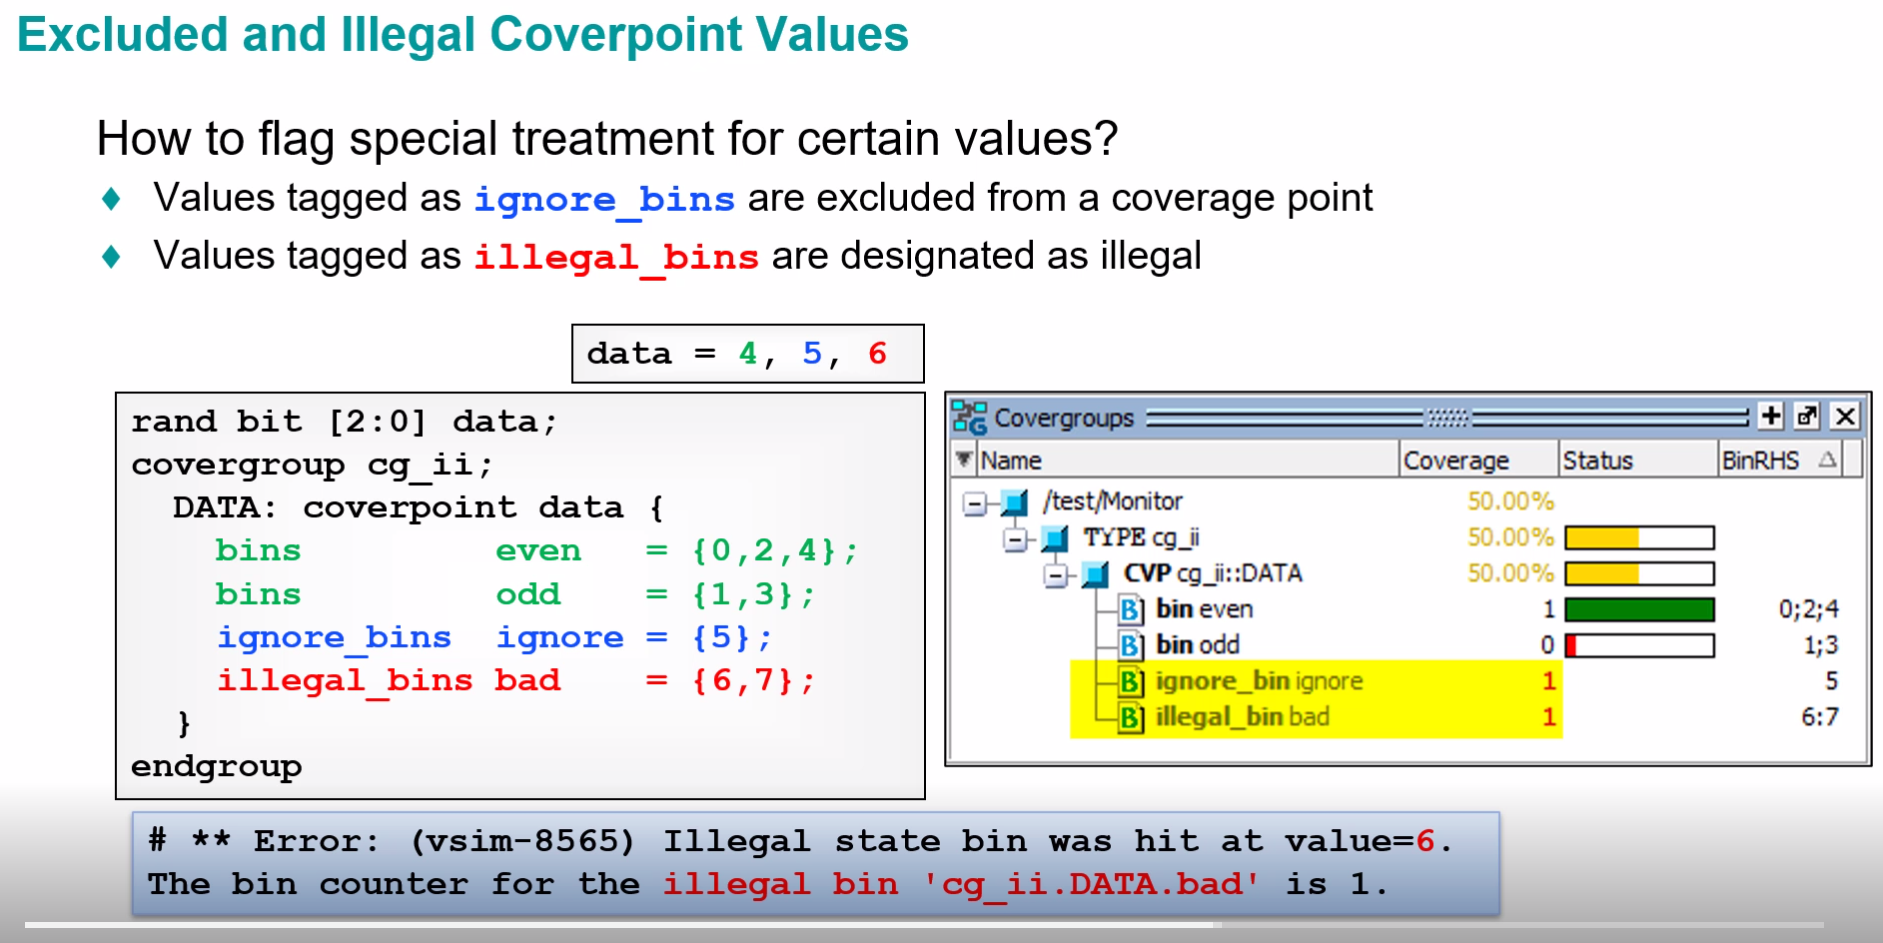 Excluded and Illegal Coverpoint Values
How to flag special treatment for certain values?
♦ Values tagged as ignore_bins are excluded from a coverage point
♦ Values tagged as illegal_bins are designated as illegal
data = 4, 5, 6
rand bit [2:0] data;
covergroup cg_ii;
DATA: coverpoint data {
bins even = {0,2,4};
bins odd = {1,3};
ignore_bins ignore = {5};
illegal_bins bad = {6,7};
}
endgroup
Covergroups
Name Coverage Status BinRHS
/test/Monitor 50.00%
TYPE cg_ii 50.00%
CVP cg_ii::DATA 50.00%
B bin even 1 0;2;4
B bin odd 0 1;3
B ignore_bin ignore 1 5
B illegal_bin bad 1 6:7
# ** Error: (vsim-8565) Illegal state bin was hit at value=6.
The bin counter for the illegal bin 'cg_ii.DATA.bad' is 1.